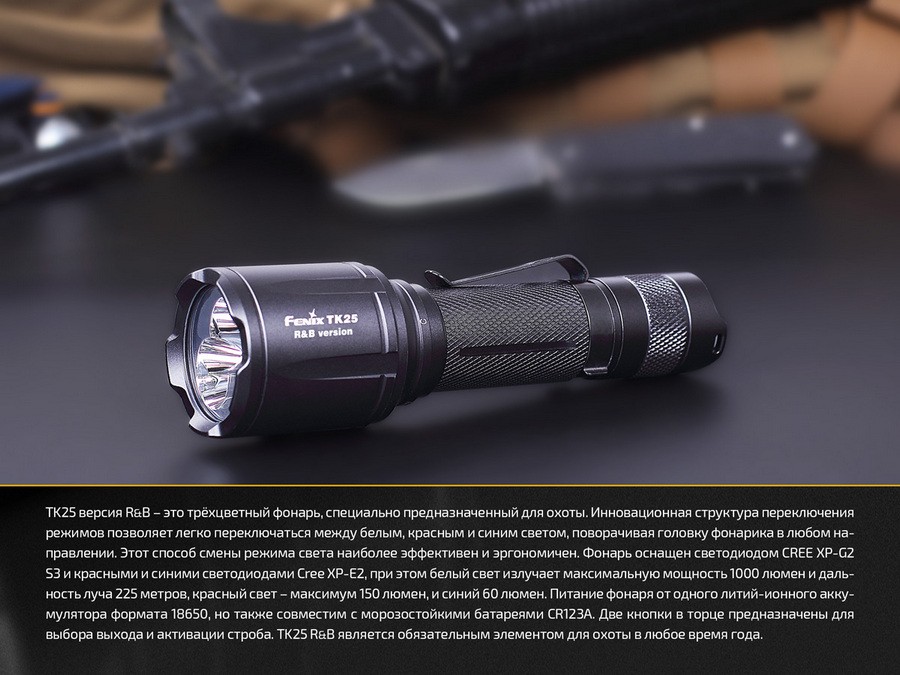 FENIX TK25
R&B version
TK25 версия R&B – это трёхцветный фонарь, специально предназначенный для охоты. Инновационная структура переключения
режимов позволяет легко переключаться между белым, красным и синим светом, поворачивая головку фонарика в любом на-
правлении. Этот способ смены режима света наиболее эффективен и эргономичен. Фонарь оснащен светодиодом CREE XP-G2
S3 и красными и синими светодиодами Cree XP-E2, при этом белый свет излучает максимальную мощность 1000 люмен и даль-
ность луча 225 метров, красный свет – максимум 150 люмен, и синий 60 люмен. Питание фонаря от одного литий-ионного акку-
мулятора формата 18650, но также совместим с морозостойкими батареями CR123A. Две кнопки в торце предназначены для
выбора выхода и активации строба. TK25 R&B является обязательным элементом для охоты в любое время года.